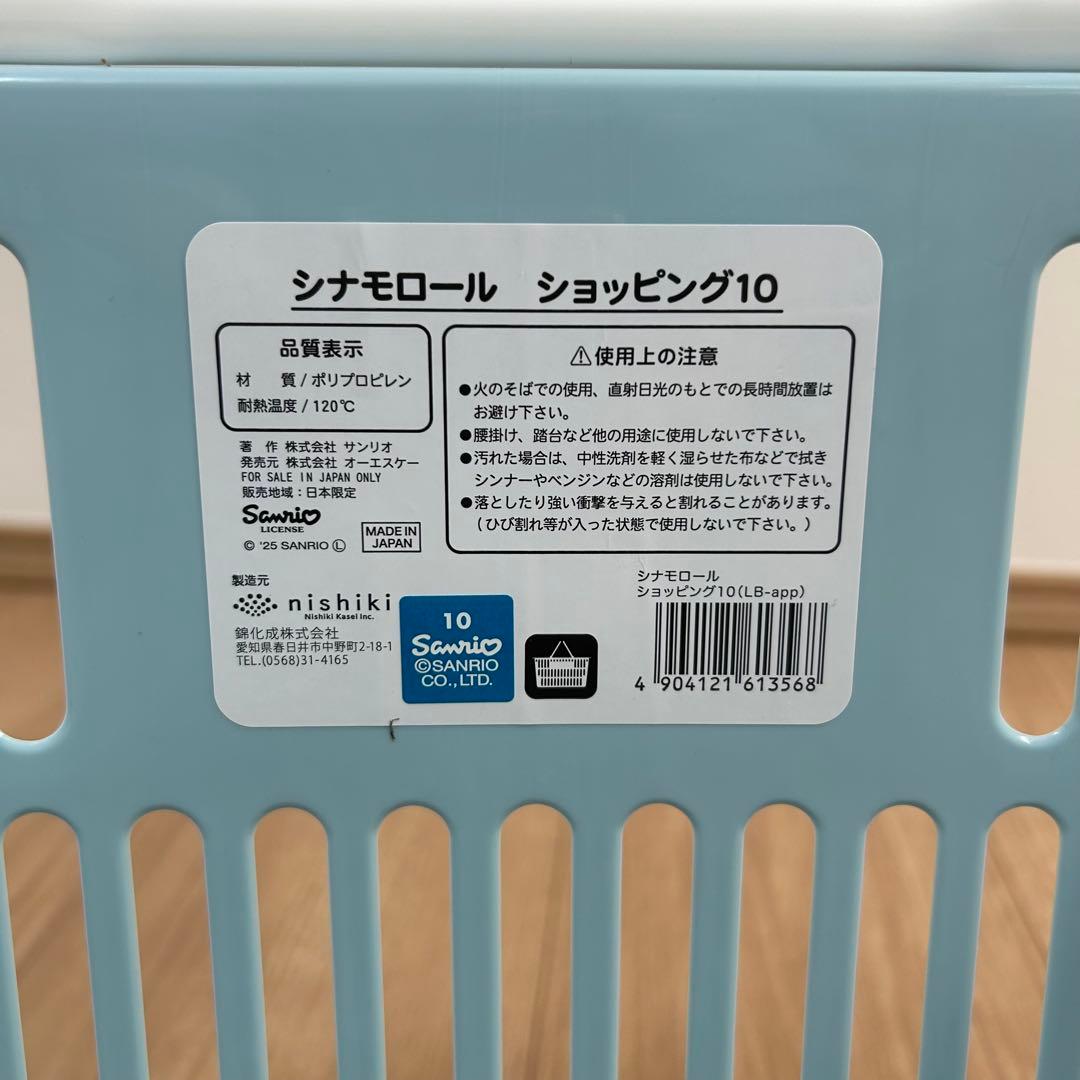 シナモロール ショッピング10
品質表示
材 質/ポリプロピレン
耐熱温度/120℃
著 作 株式会社 サンリオ
発売元 株式会社 オーエスケー
FOR SALE IN JAPAN ONLY
販売地域:日本限定
Sanrio
LICENSE
© '25 SANRIO Ⓛ
MADE IN
JAPAN
⚠使用上の注意
●火のそばでの使用、直射日光のもとでの長時間放置は
お避け下さい。
●腰掛け、踏台など他の用途に使用しないで下さい。
●汚れた場合は、中性洗剤を軽く湿らせた布などで拭き
シンナーやベンジンなどの溶剤は使用しないで下さい。
●落としたり強い衝撃を与えると割れることがあります。
(ひび割れ等が入った状態で使用しないで下さい。)
製造元
nishiki
Nishiki Kasei Inc.
錦化成株式会社
愛知県春日井市中野町2-18-1
TEL.(0568)31-4165
10
Sanrio
©SANRIO
CO.,LTD.
シナモロール
ショッピング10(LB-app)
4 904121 613568